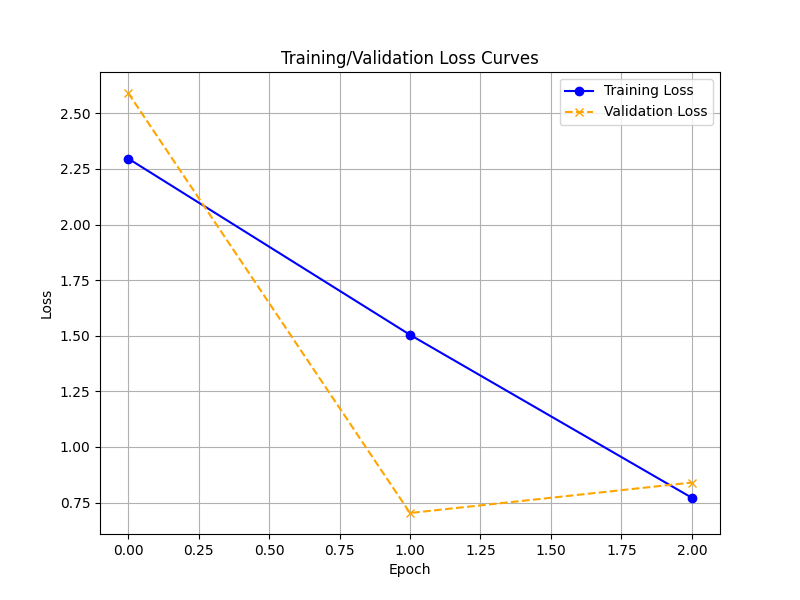 Training/Validation Loss Curves
Training Loss
Validation Loss
Loss
2.50
2.25
2.00
1.75
1.50
1.25
1.00
0.75
0.00 0.25 0.50 0.75 1.00 1.25 1.50 1.75 2.00
Epoch